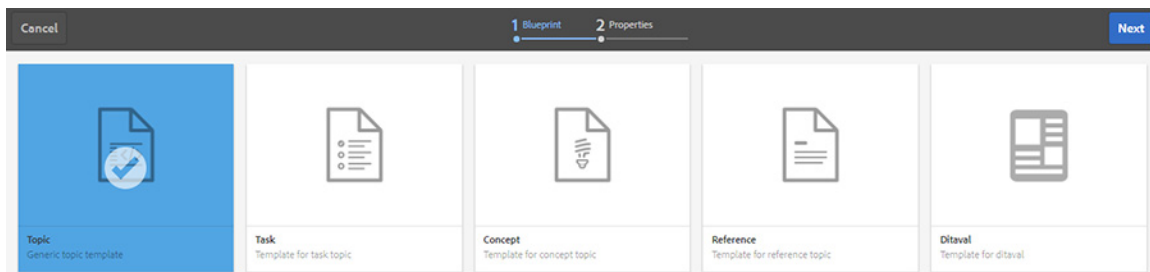 Cancel
1 Blueprint
2 Properties
Next
Topic
Generic topic template
Task
Template for task topic
Concept
Template for concept topic
Reference
Template for reference topic
Ditaval
Template for ditaval